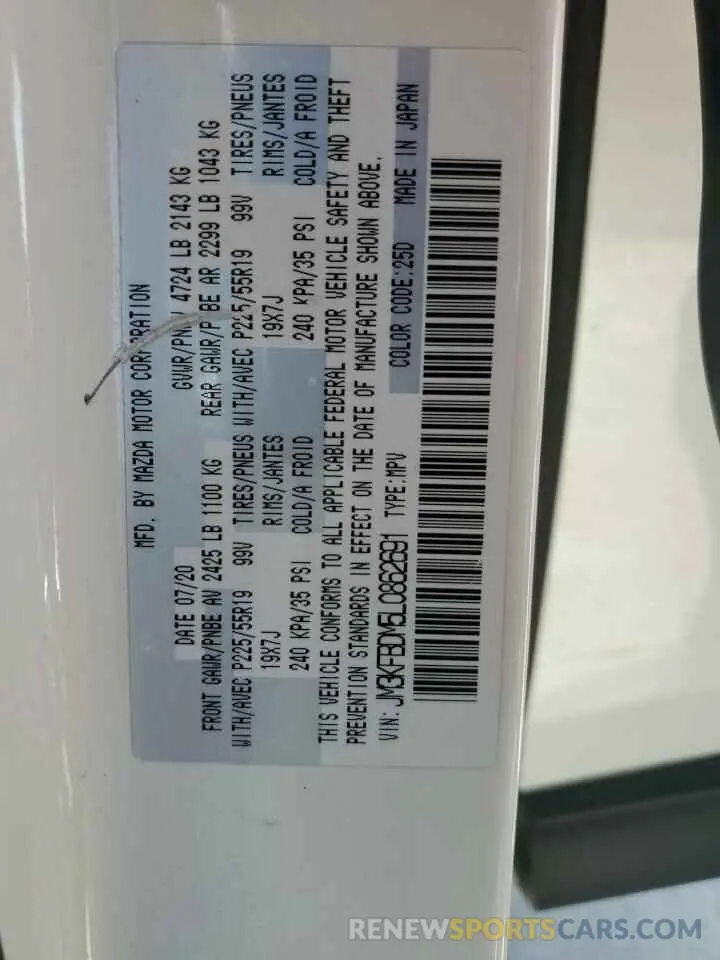 MFD. BY MAZDA MOTOR CORPORATION
DATE 07/20 GVWR/PNBV 4724 LB 2143 KG
FRONT GAWR/PNBE AV 2425 LB 1100 KG REAR GAWR/PNBE AR 2299 LB 1043 KG
WITH/AVEC P225/55R19 99V TIRES/PNEUS WITH/AVEC P225/55R19 99V TIRES/PNEUS
19X7J RIMS/JANTES 19X7J RIMS/JANTES
240 KPA/35 PSI COLD/A FROID 240 KPA/35 PSI COLD/A FROID
THIS VEHICLE CONFORMS TO ALL APPLICABLE FEDERAL MOTOR VEHICLE SAFETY AND THEFT
PREVENTION STANDARDS IN EFFECT ON THE DATE OF MANUFACTURE SHOWN ABOVE.
VIN: JM3KFBDM5L0862691 TYPE:MPV COLOR CODE:25D MADE IN JAPAN
RENEWSPORTSCARS.COM